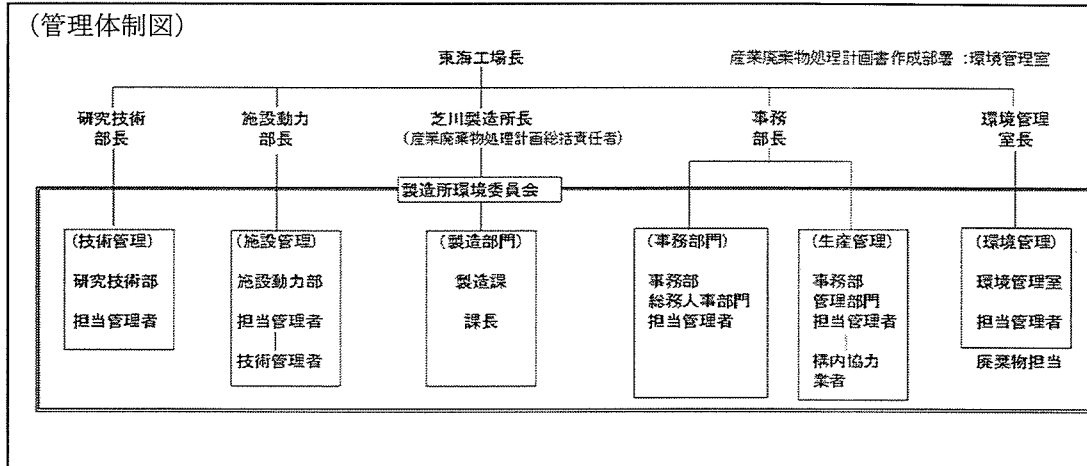 （管理体制図）
東海工場長
産業廃棄物処理計画書作成部署：環境管理室
研究技術
部長
施設動力
部長
芝川製造所長
（産業廃棄物処理計画総括責任者）
事務
部長
環境管理
室長
製造所環境委員会
（技術管理）
研究技術部
担当管理者
（施設管理）
施設動力部
担当管理者
技術管理者
（製造部門）
製造課
課長
（事務部門）
事務部
総務人事部門
担当管理者
（生産管理）
事務部
管理部門
担当管理者
構内協力
業者
（環境管理）
環境管理室
担当管理者
廃棄物担当